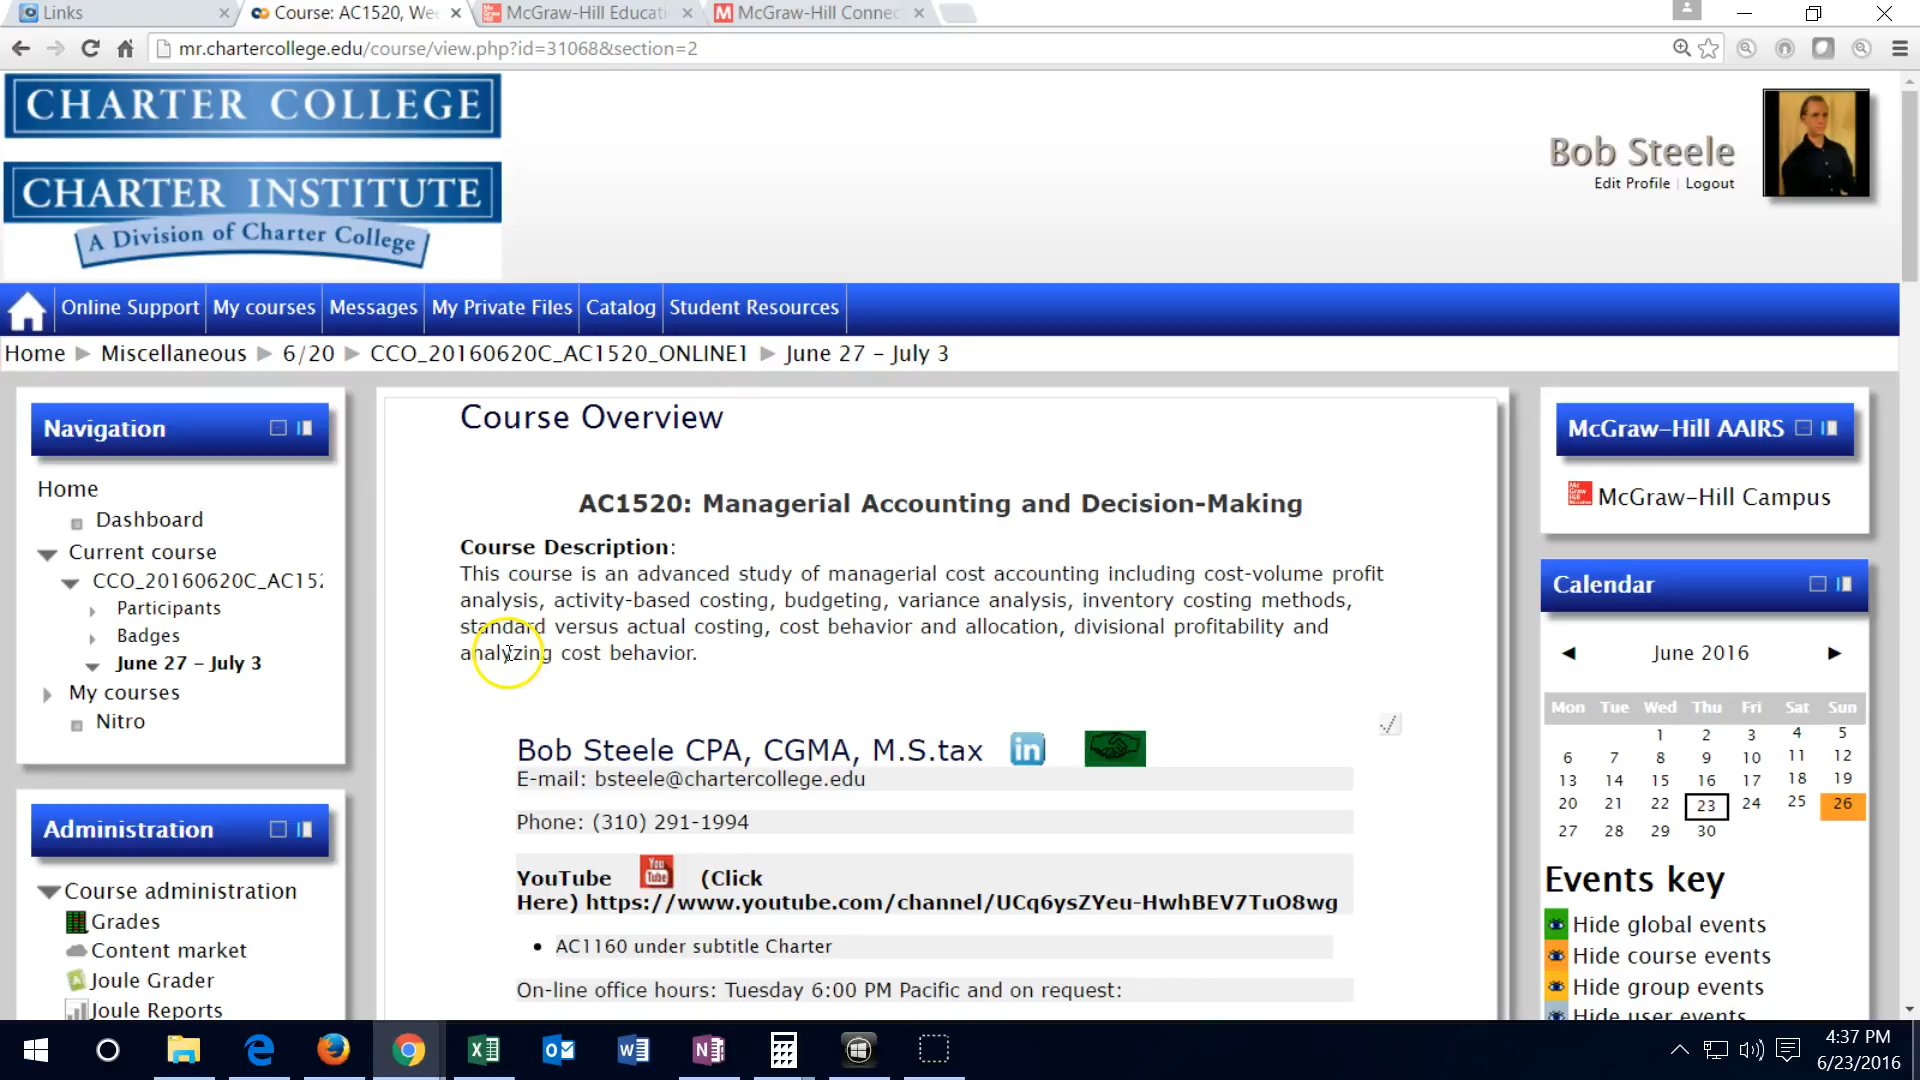 Links
Course: AC1520, Wee
McGraw-Hill Educati
McGraw-Hill Connec
mr.chartercollege.edu/course/view.php?id=31068&section=2
CHARTER COLLEGE
CHARTER INSTITUTE
A Division of Charter College
Bob Steele
Edit Profile | Logout
Online Support
My courses
Messages
My Private Files
Catalog
Student Resources
Home ► Miscellaneous ► 6/20 ► CCO_20160620C_AC1520_ONLINE1 ► June 27 - July 3
Navigation
Home
Dashboard
Current course
CCO_20160620C_AC152
Participants
Badges
June 27 - July 3
My courses
Nitro
Administration
Course administration
Grades
Content market
Joule Grader
Joule Reports
Course Overview
AC1520: Managerial Accounting and Decision-Making
Course Description:
This course is an advanced study of managerial cost accounting including cost-volume profit
analysis, activity-based costing, budgeting, variance analysis, inventory costing methods,
standard versus actual costing, cost behavior and allocation, divisional profitability and
analyzing cost behavior.
Bob Steele CPA, CGMA, M.S.tax
in
E-mail: bsteele@chartercollege.edu
Phone: (310) 291-1994
YouTube You Tube (Click
Here) https://www.youtube.com/channel/UCq6ysZYeu-HwhBEV7TuO8wg
• AC1160 under subtitle Charter
On-line office hours: Tuesday 6:00 PM Pacific and on request:
McGraw-Hill AAIRS
McGraw-Hill Campus
Calendar
◄ June 2016 ►
Mon Tue Wed Thu Fri Sat Sun
1 2 3 4 5
6 7 8 9 10 11 12
13 14 15 16 17 18 19
20 21 22 23 24 25 26
27 28 29 30
Events key
Hide global events
Hide course events
Hide group events
Hide user events
4:37 PM
6/23/2016